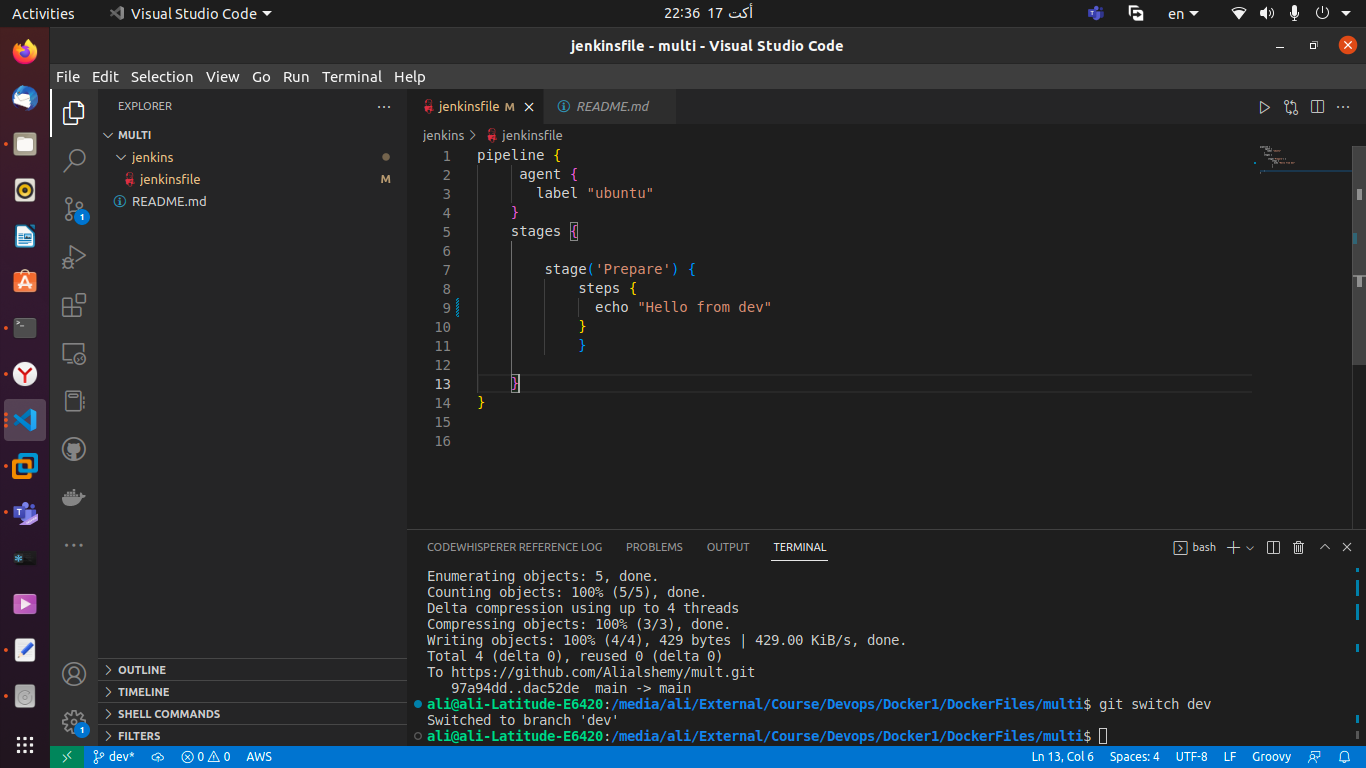 Activities
Visual Studio Code
22:36 17 أكت
en
jenkinsfile - multi - Visual Studio Code
File Edit Selection View Go Run Terminal Help
EXPLORER
MULTI
jenkins
jenkinsfile M
README.md
OUTLINE
TIMELINE
SHELL COMMANDS
FILTERS
1
1
jenkinsfile M
README.md
jenkins > jenkinsfile
1 pipeline {
2 agent {
3 label "ubuntu"
4 }
5 stages {
6
7 stage('Prepare') {
8 steps {
9 echo "Hello from dev"
10 }
11 }
12
13 }
14 }
15
16
CODEWHISPERER REFERENCE LOG PROBLEMS OUTPUT TERMINAL
bash
Enumerating objects: 5, done.
Counting objects: 100% (5/5), done.
Delta compression using up to 4 threads
Compressing objects: 100% (3/3), done.
Writing objects: 100% (4/4), 429 bytes | 429.00 KiB/s, done.
Total 4 (delta 0), reused 0 (delta 0)
To https://github.com/Alialshemy/mult.git
97a94dd..dac52de main -> main
ali@ali-Latitude-E6420:/media/ali/External/Course/Devops/Docker1/DockerFiles/multi$ git switch dev
Switched to branch 'dev'
ali@ali-Latitude-E6420:/media/ali/External/Course/Devops/Docker1/DockerFiles/multi$
dev* 0 0 AWS
Ln 13, Col 6 Spaces: 4 UTF-8 LF Groovy